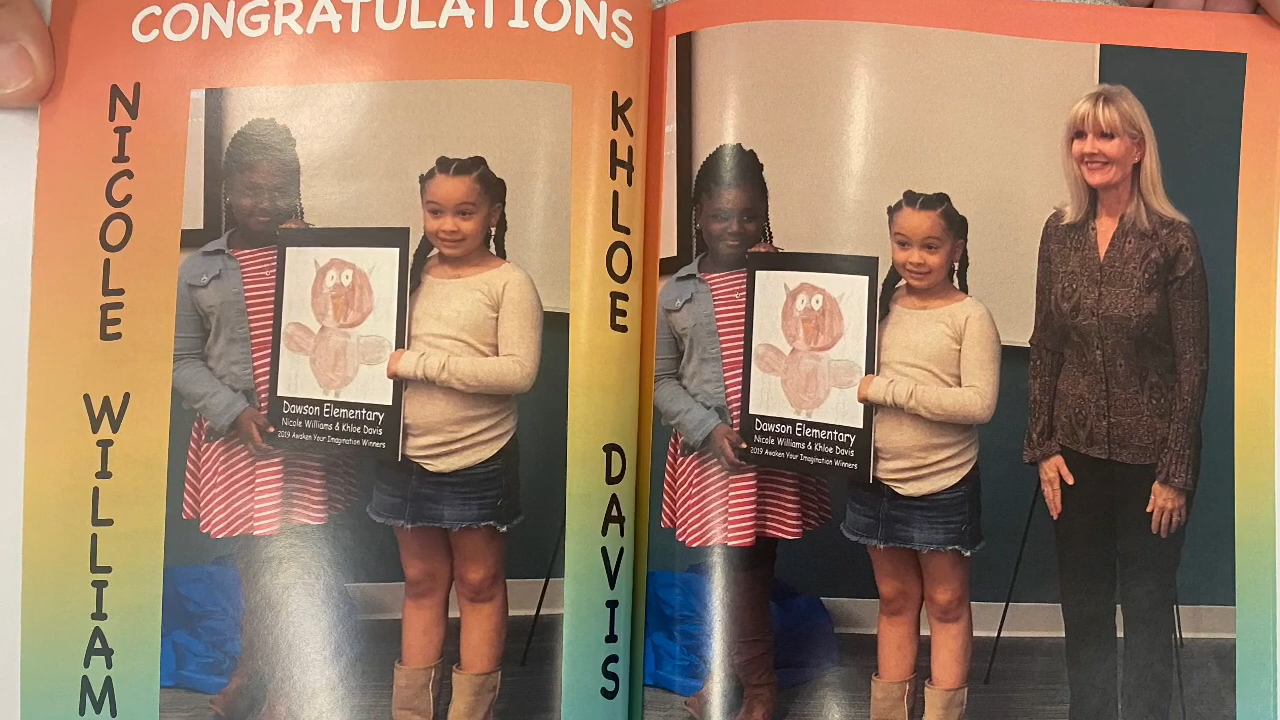 CONGRATULATIONS
NICOLE WILLIAM
KHLOE DAVIS
Dawson Elementary
Nicole Williams & Khloe Davis
2019 Awaken Your Imagination Winners
Dawson Elementary
Nicole Williams & Khloe Davis
2019 Awaken Your Imagination Winners